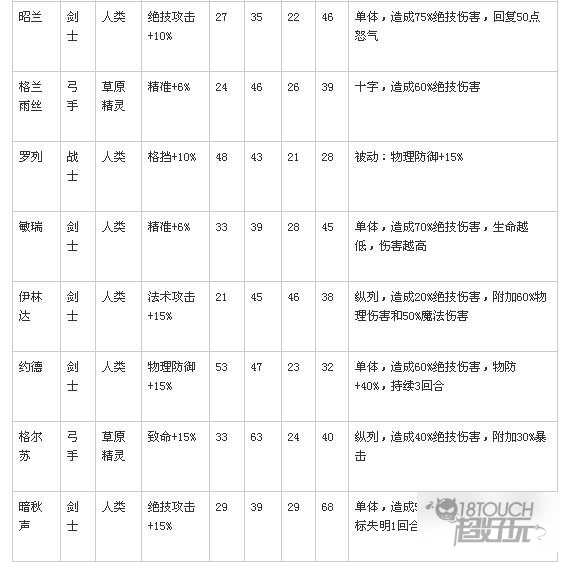 昭兰 剑士 人类 绝技攻击+10% 27 35 22 46 单体，造成75%绝技伤害，回复50点怒气
格兰雨丝 弓手 草原精灵 精准+6% 24 46 26 39 十字，造成60%绝技伤害
罗列 战士 人类 格挡+10% 48 43 21 28 被动：物理防御+15%
敏瑞 剑士 人类 精准+6% 33 39 28 45 单体，造成70%绝技伤害，生命越低，伤害越高
伊林达 剑士 人类 法术攻击+15% 21 45 46 38 纵列，造成20%绝技伤害，附加60%物理伤害和50%魔法伤害
约德 剑士 人类 物理防御+15% 53 47 23 32 单体，造成60%绝技伤害，物防+40%，持续3回合
格尔苏 弓手 草原精灵 致命+15% 33 63 24 40 纵列，造成40%绝技伤害，附加30%暴击
暗秋声 剑士 人类 绝技攻击+15% 29 39 29 68 单体，造成 标失明1回合
18TOUCH
超好玩